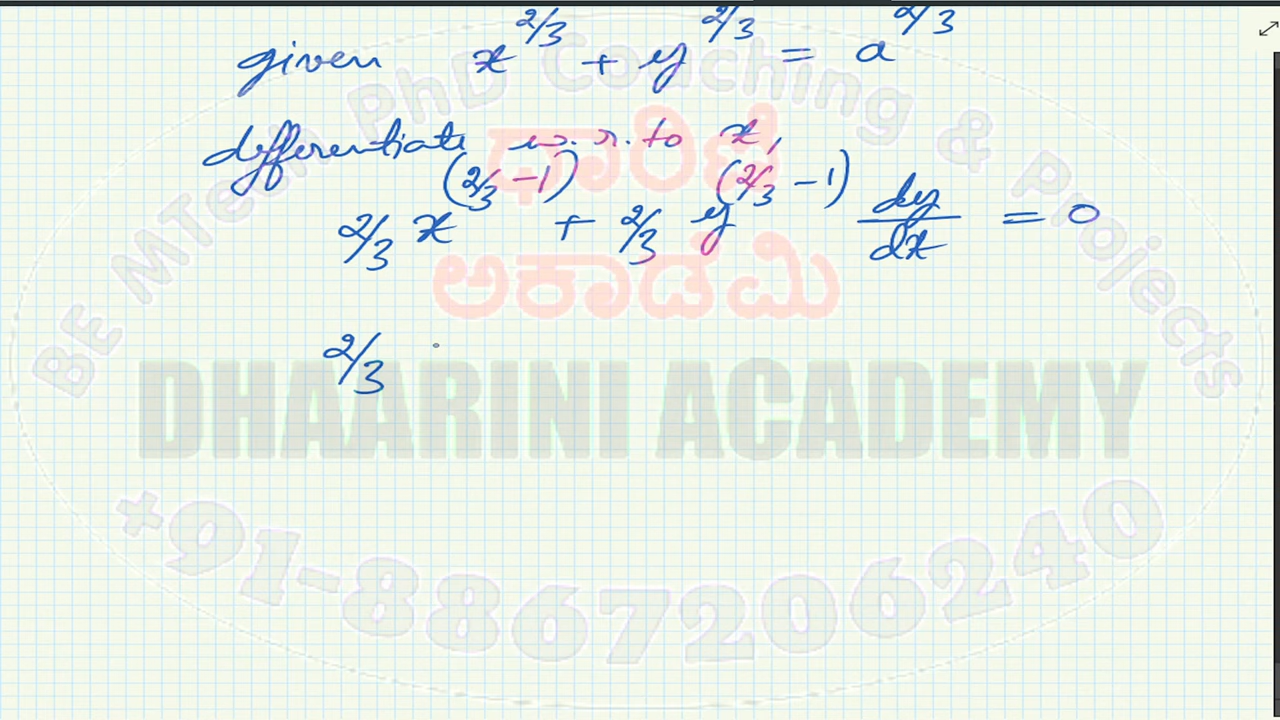 given x^2/3 + y^2/3 = a^2/3
differentiate w.r.to x,
2/3 x^(2/3 - 1) + 2/3 y^(2/3 - 1) dy/dx = 0
2/3
BE MTech PhD Coaching & Projects
ಧಾರಿಣಿ
ಅಕಾಡೆಮಿ
DHAARINI ACADEMY
+91-8867206240